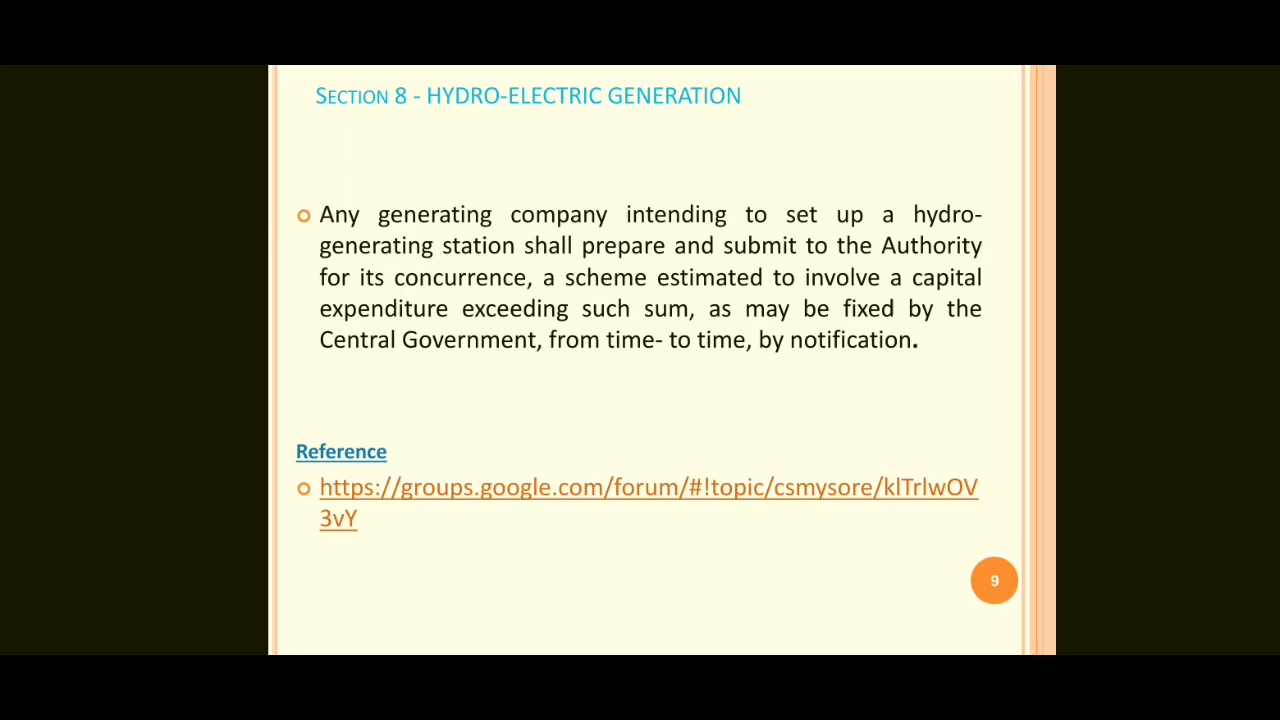 SECTION 8 - HYDRO-ELECTRIC GENERATION
Any generating company intending to set up a hydro-
generating station shall prepare and submit to the Authority
for its concurrence, a scheme estimated to involve a capital
expenditure exceeding such sum, as may be fixed by the
Central Government, from time- to time, by notification.
Reference
https://groups.google.com/forum/#!topic/csmysore/klTrlwOV
3vY
9